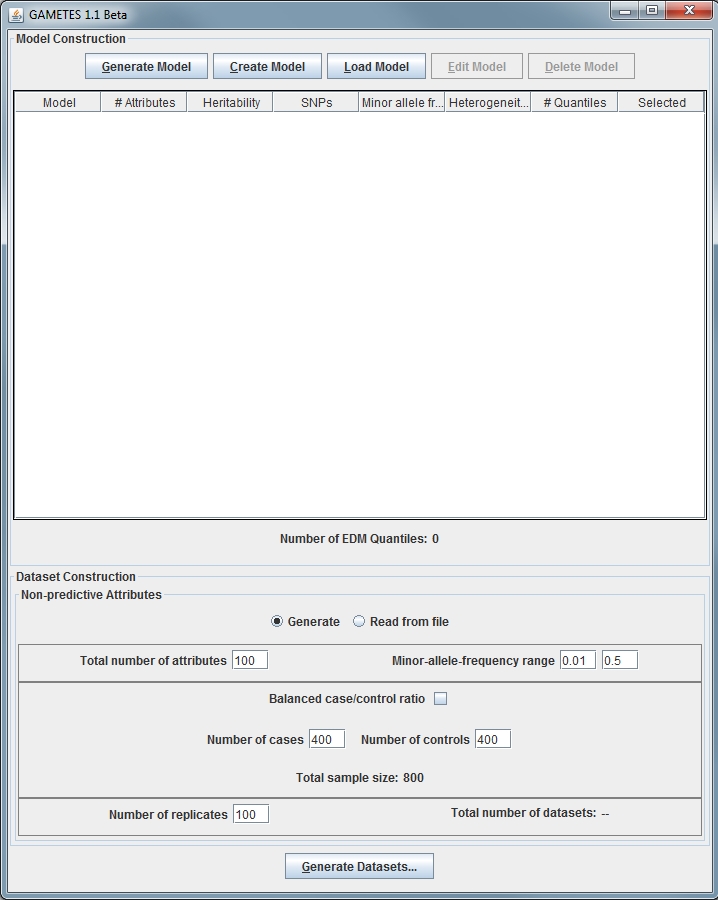 GAMETES 1.1 Beta
Model Construction
Generate Model Create Model Load Model Edit Model Delete Model
Model # Attributes Heritability SNPs Minor allele fr... Heterogeneit... # Quantiles Selected
Number of EDM Quantiles: 0
Dataset Construction
Non-predictive Attributes
Generate Read from file
Total number of attributes 100 Minor-allele-frequency range 0.01 0.5
Balanced case/control ratio
Number of cases 400 Number of controls 400
Total sample size: 800
Number of replicates 100 Total number of datasets: --
Generate Datasets...